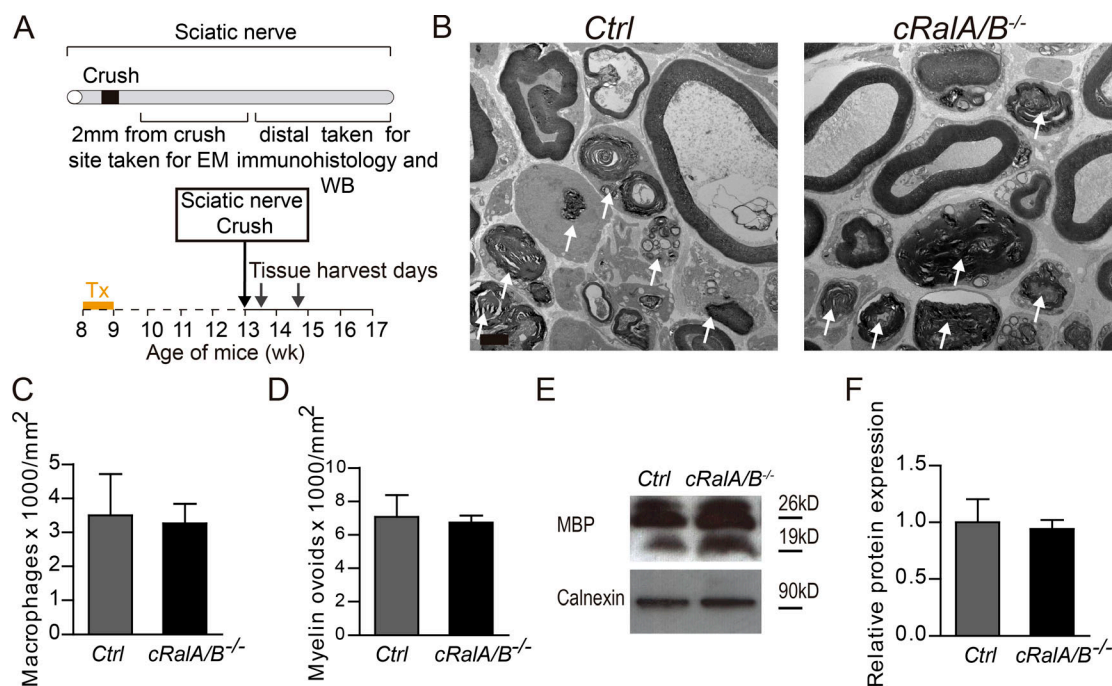 A
Sciatic nerve
Crush
2mm from crush distal taken for
site taken for EM immunohistology and
WB
Sciatic nerve
Crush
Tissue harvest days
Tx
8 9 10 11 12 13 14 15 16 17
Age of mice (wk)
B
Ctrl
cRalA/B-/-
C
Macrophages x 1000/mm2
5
4
3
2
1
0
Ctrl cRalA/B-/-
D
Myelin ovoids x 1000/mm2
10
8
6
4
2
0
Ctrl cRalA/B-/-
E
Ctrl cRalA/B-/-
MBP
26kD
19kD
Calnexin
90kD
F
Relative protein expression
1.5
1.0
0.5
0.0
Ctrl cRalA/B-/-